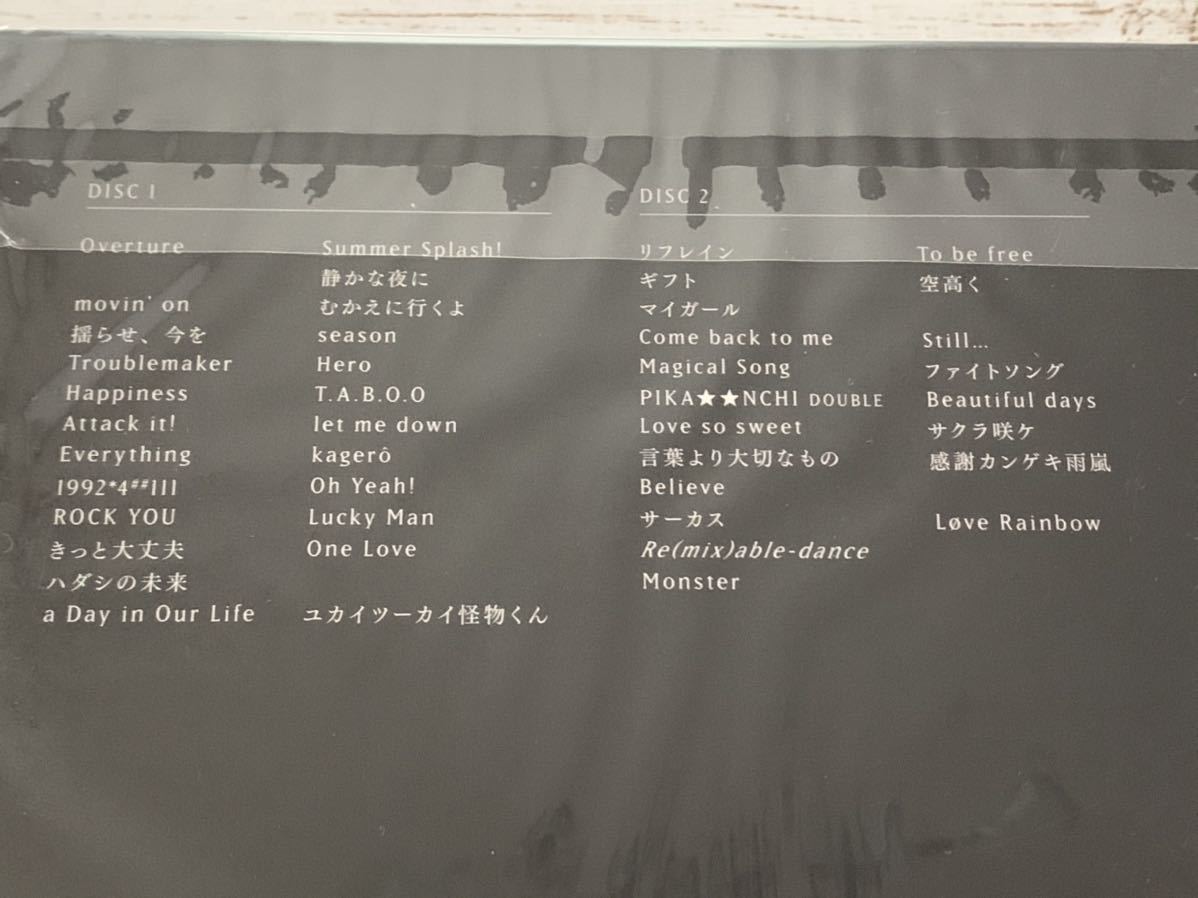 DISC 1
Overture
movin' on
揺らせ、今を
Troublemaker
Happiness
Attack it!
Everything
1992*4##111
ROCK YOU
きっと大丈夫
ハダシの未来
a Day in Our Life
Summer Splash!
静かな夜に
むかえに行くよ
season
Hero
T.A.B.O.O
let me down
kagerô
Oh Yeah!
Lucky Man
One Love
ユカイツーカイ怪物くん
DISC 2
リフレイン
ギフト
マイガール
Come back to me
Magical Song
PIKA★★NCHI DOUBLE
Love so sweet
言葉より大切なもの
Believe
サーカス
Re(mix)able-dance
Monster
To be free
空高く
Still...
ファイトソング
Beautiful days
サクラ咲ケ
感謝カンゲキ雨嵐
Løve Rainbow